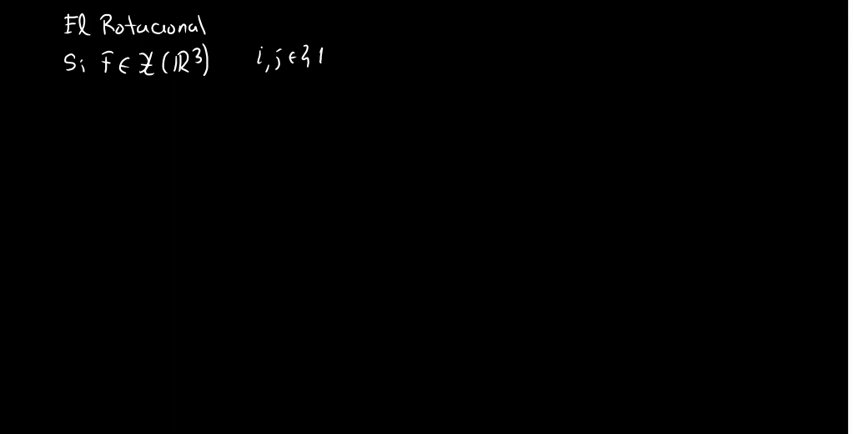 El Rotacional
Si F̄ ∈ 𝔛(ℝ³) i, j ∈ { 1